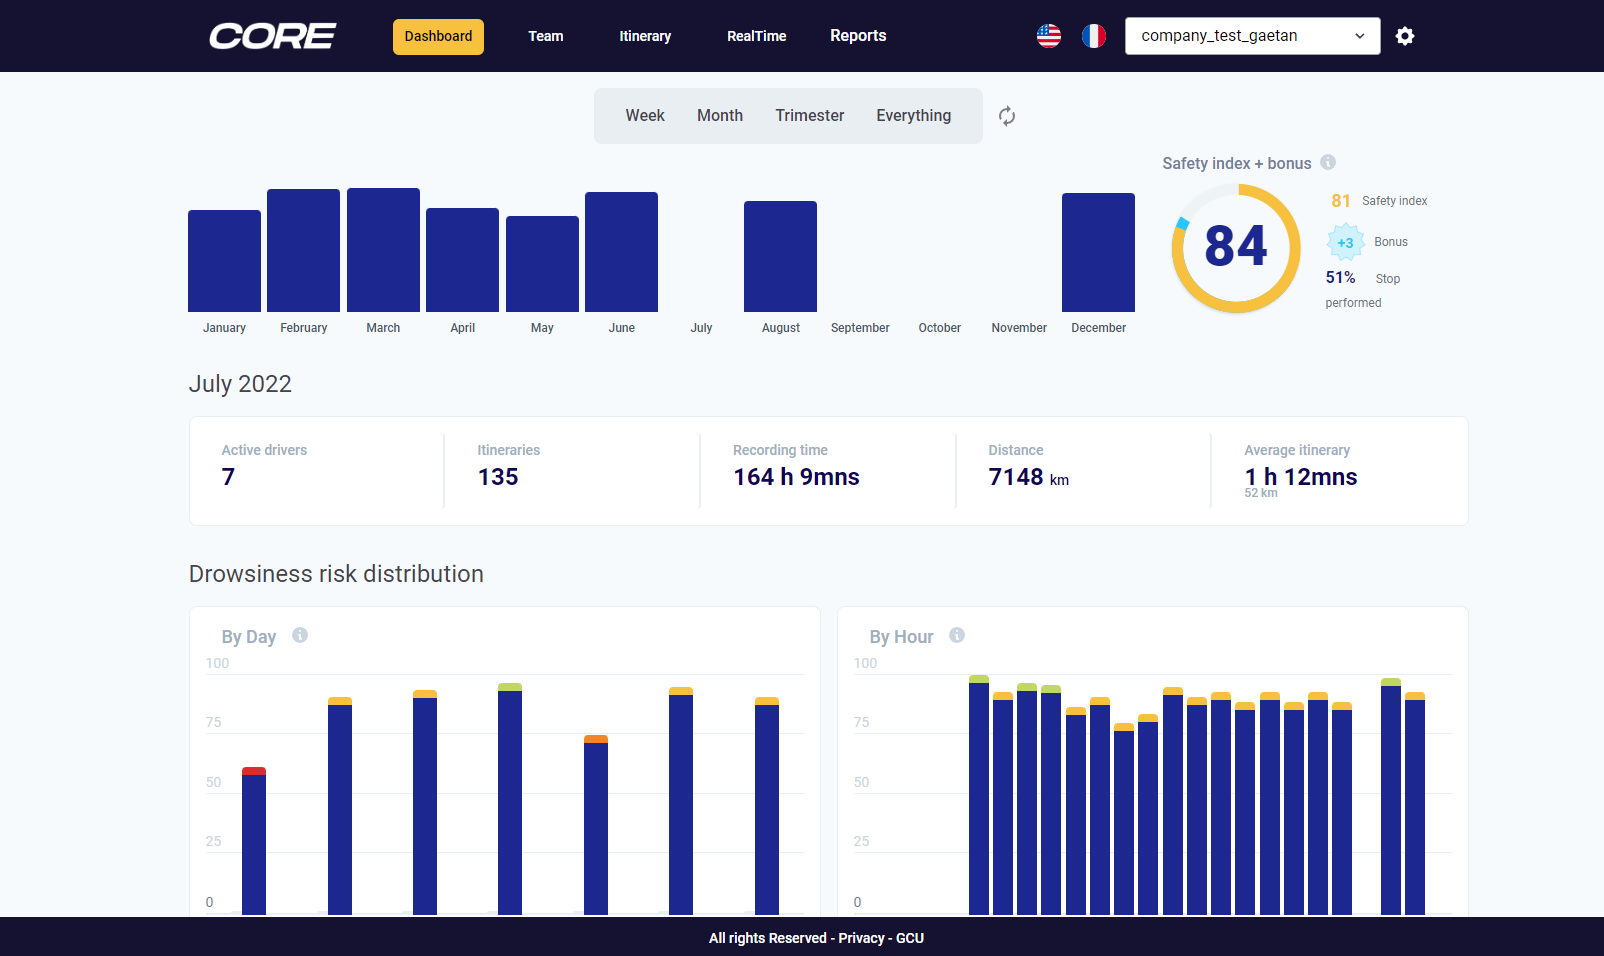 CORE Dashboard Team Itinerary RealTime Reports company_test_gaetan
Week Month Trimester Everything
Safety index + bonus
84
81 Safety index
+3 Bonus
51% Stop
performed
January February March April May June July August September October November December
July 2022
Active drivers Itineraries Recording time Distance Average itinerary
7 135 164 h 9mns 7148 km 1 h 12mns
52 km
Drowsiness risk distribution
By Day
100
75
50
25
0
By Hour
100
75
50
25
0
All rights Reserved - Privacy - GCU